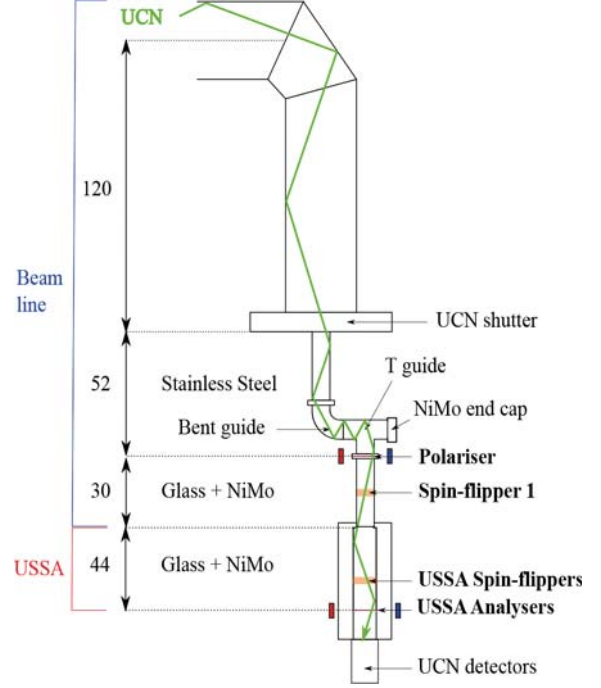 UCN
120
Beam
line
UCN shutter
T guide
52
Stainless Steel
NiMo end cap
Bent guide
Polariser
30
Glass + NiMo
Spin-flipper 1
USSA
44
Glass + NiMo
USSA Spin-flippers
USSA Analysers
UCN detectors